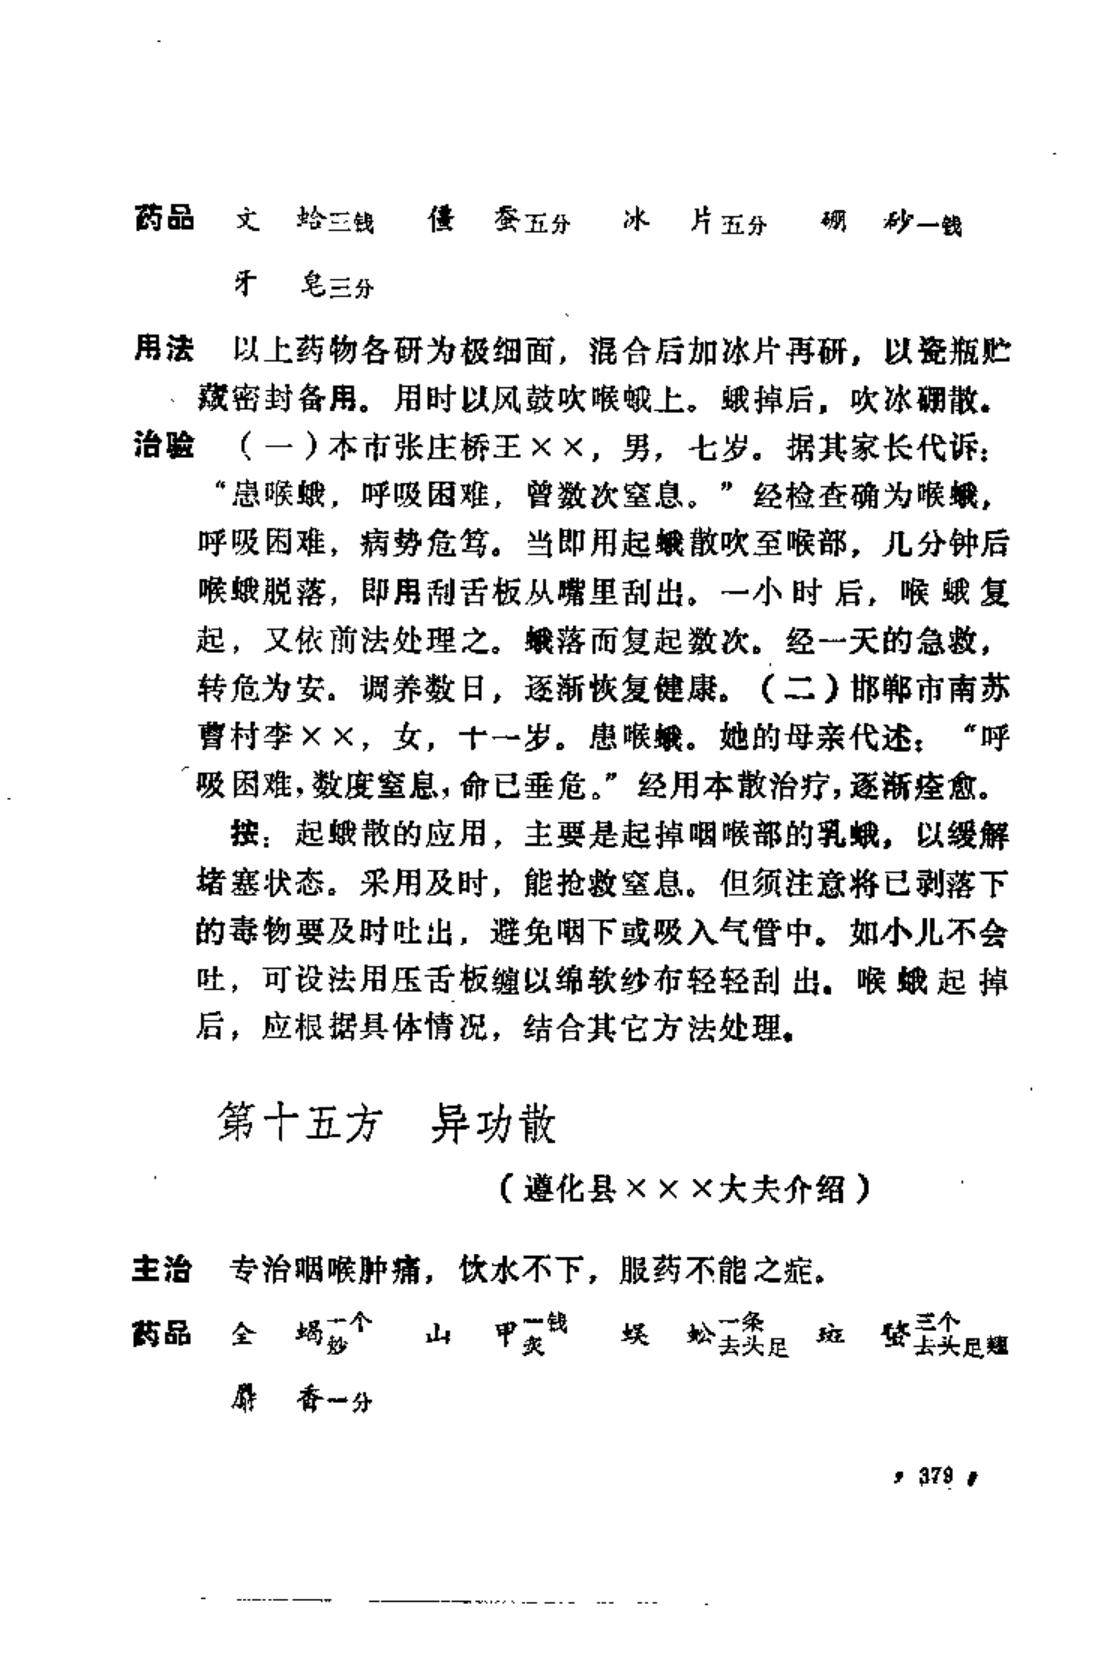 药品 文 蛤三钱 僵 蚕五分 冰 片五分 硼 砂一钱
牙 皂三分
用法 以上药物各研为极细面，混合后加冰片再研，以瓷瓶贮
藏密封备用。用时以风鼓吹喉蛾上。蛾掉后，吹冰硼散。
治验 （一）本市张庄桥王××，男，七岁。据其家长代诉：
“患喉蛾，呼吸困难，曾数次窒息。”经检查确为喉蛾，
呼吸困难，病势危笃。当即用起蛾散吹至喉部，几分钟后
喉蛾脱落，即用刮舌板从嘴里刮出。一小时后，喉蛾复
起，又依前法处理之。蛾落而复起数次。经一天的急救，
转危为安。调养数日，逐渐恢复健康。（二）邯郸市南苏
曹村李××，女，十一岁。患喉蛾。她的母亲代述：“呼
吸困难，数度窒息，命已垂危。”经用本散治疗，逐渐痊愈。
按：起蛾散的应用，主要是起掉咽喉部的乳蛾，以缓解
堵塞状态。采用及时，能抢救窒息。但须注意将已剥落下
的毒物要及时吐出，避免咽下或吸入气管中。如小儿不会
吐，可设法用压舌板缠以绵软纱布轻轻刮出。喉蛾起掉
后，应根据具体情况，结合其它方法处理。
第十五方 异功散
（遵化县×××大夫介绍）
主治 专治咽喉肿痛，饮水不下，服药不能之症。
药品 全 蝎一个炒 山 甲一钱炙 蜈 蚣一条去头足 斑 蝥三个去头足翅
麝 香一分
379